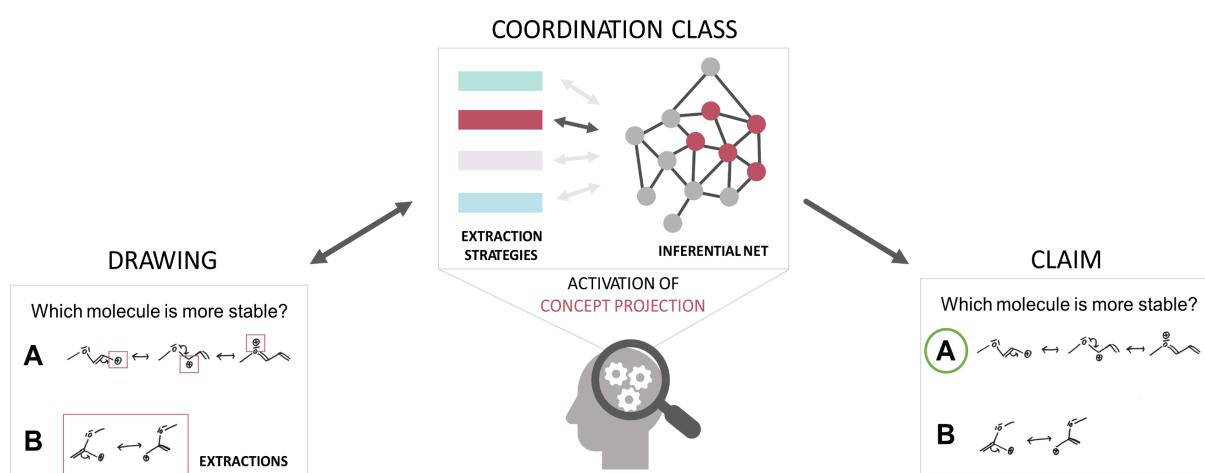 COORDINATION CLASS
EXTRACTION
STRATEGIES
INFERENTIAL NET
ACTIVATION OF
CONCEPT PROJECTION
DRAWING
Which molecule is more stable?
A
B
EXTRACTIONS
CLAIM
Which molecule is more stable?
A
B